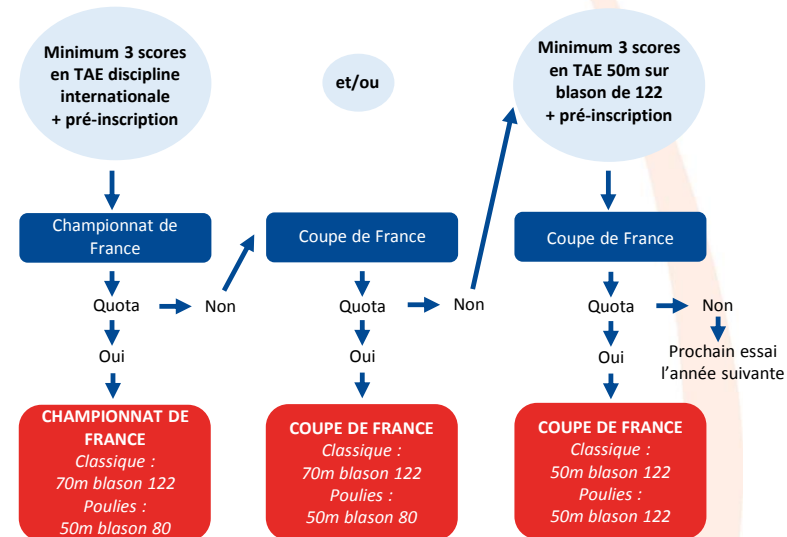 Minimum 3 scores
en TAE discipline
internationale
+ pré-inscription
et/ou
Minimum 3 scores
en TAE 50m sur
blason de 122
+ pré-inscription
Championnat de
France
Coupe de France
Coupe de France
Quota
Non
Quota
Non
Quota
Non
Oui
Oui
Oui
Prochain essai
l'année suivante
CHAMPIONNAT DE
FRANCE
Classique :
70m blason 122
Poulies :
50m blason 80
COUPE DE FRANCE
Classique :
70m blason 122
Poulies :
50m blason 80
COUPE DE FRANCE
Classique :
50m blason 122
Poulies :
50m blason 122